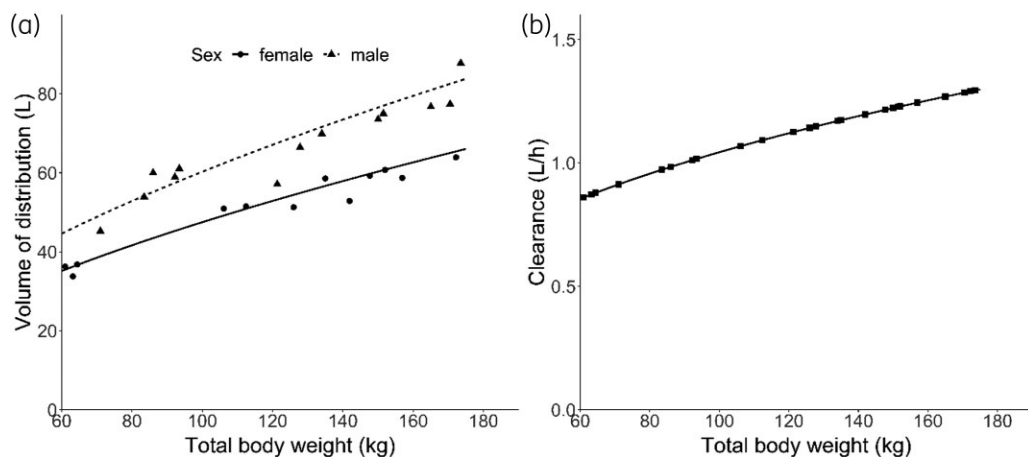 (a)
Sex female male
Volume of distribution (L)
80
60
40
20
0
60 80 100 120 140 160 180
Total body weight (kg)
(b)
Clearance (L/h)
1.5
1.0
0.5
0.0
60 80 100 120 140 160 180
Total body weight (kg)